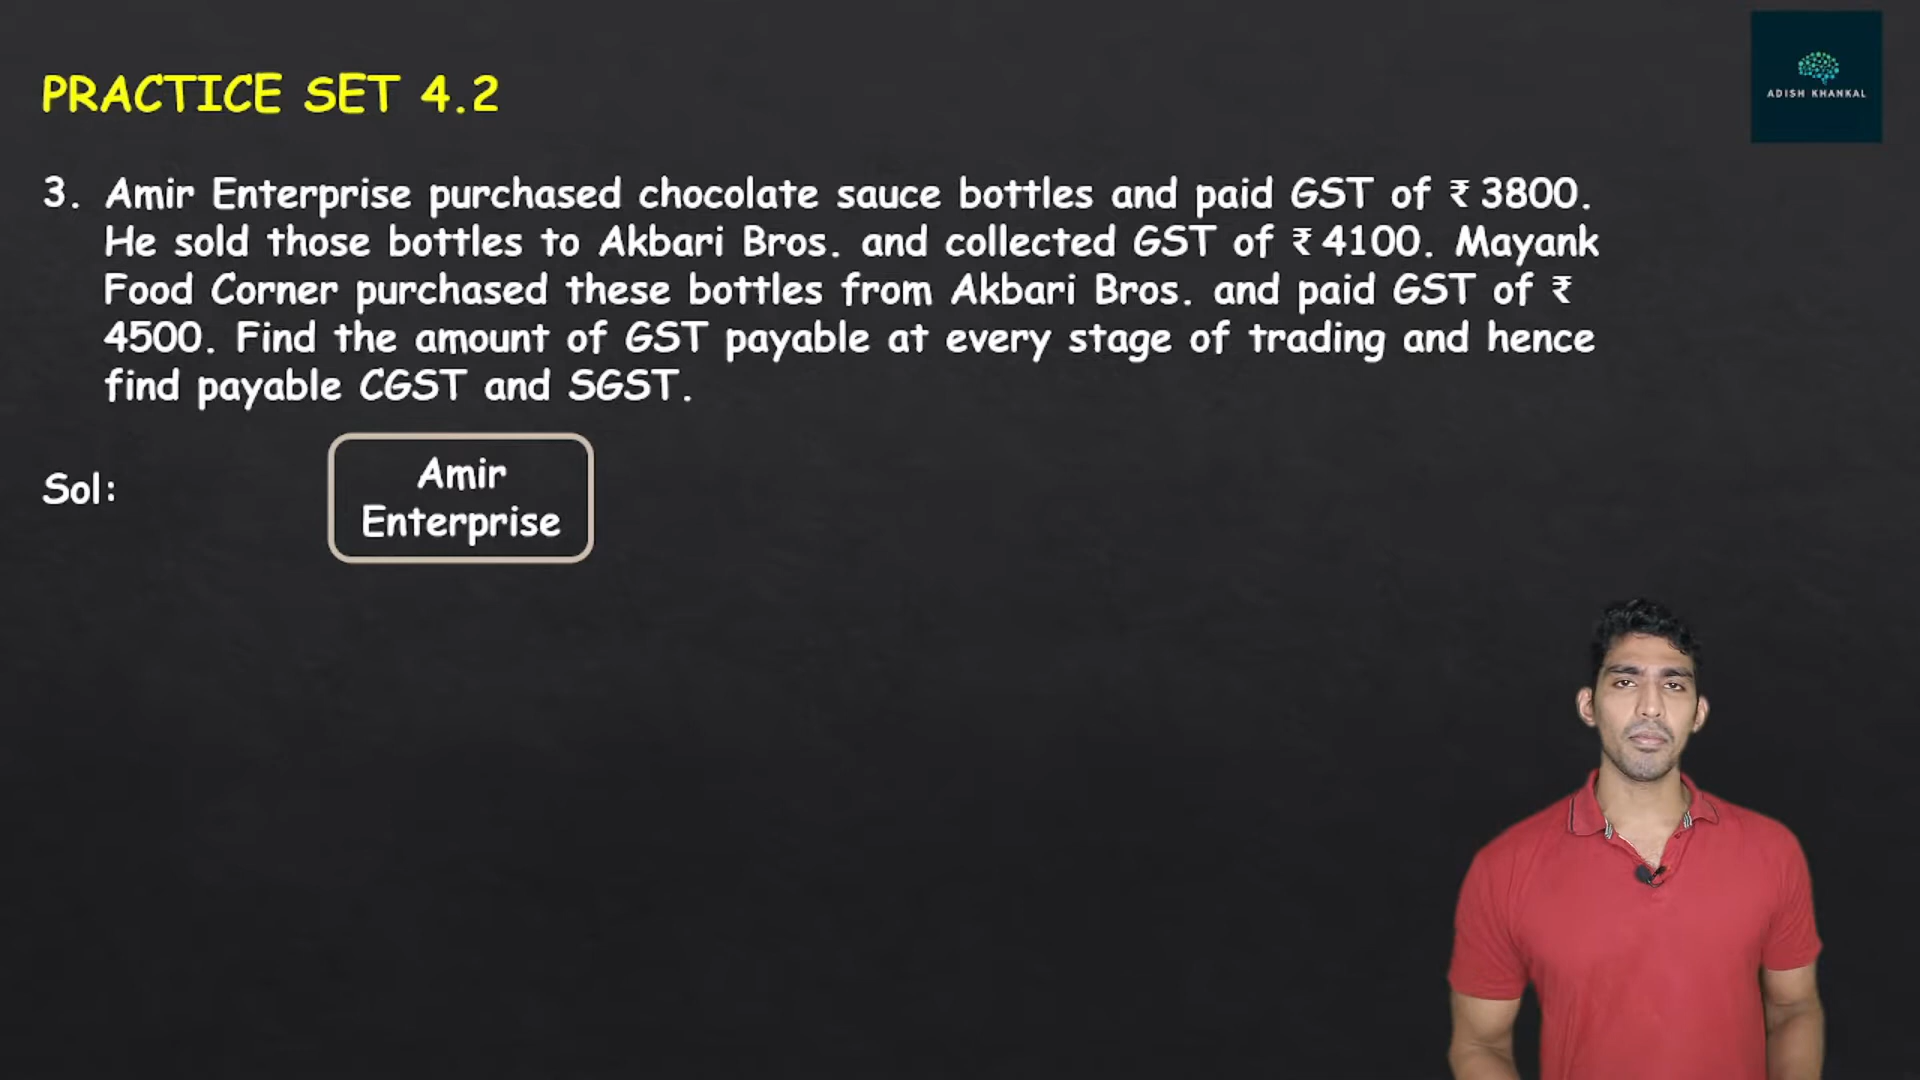 PRACTICE SET 4.2
ADISH KHANKAL
3. Amir Enterprise purchased chocolate sauce bottles and paid GST of ₹ 3800.
He sold those bottles to Akbari Bros. and collected GST of ₹ 4100. Mayank
Food Corner purchased these bottles from Akbari Bros. and paid GST of ₹
4500. Find the amount of GST payable at every stage of trading and hence
find payable CGST and SGST.
Sol:
Amir
Enterprise